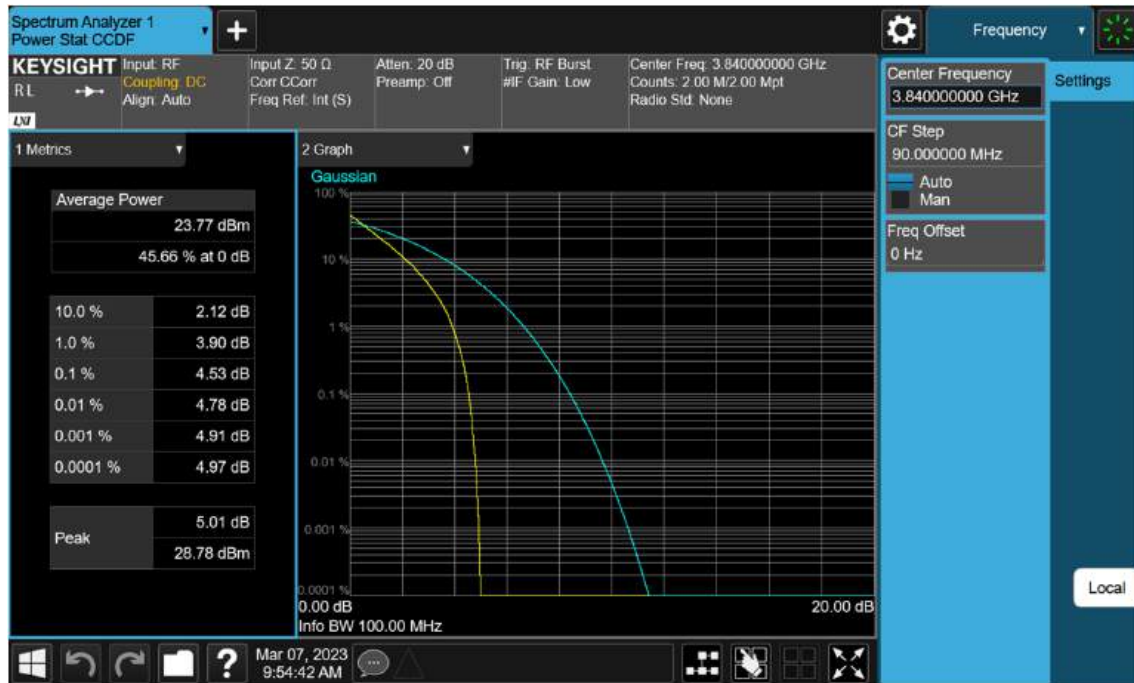 Spectrum Analyzer 1
Power Stat CCDF
+
Frequency
KEYSIGHT
RL
LXI
Input: RF
Coupling: DC
Align: Auto
Input Z: 50 Ω
Corr CCorr
Freq Ref: Int (S)
Atten: 20 dB
Preamp: Off
Trig: RF Burst
#IF Gain: Low
Center Freq: 3.840000000 GHz
Counts: 2.00 M/2.00 Mpt
Radio Std: None
Center Frequency
3.840000000 GHz
Settings
CF Step
90.000000 MHz
Auto
Man
Freq Offset
0 Hz
1 Metrics
Average Power
23.77 dBm
45.66 % at 0 dB
10.0 % 2.12 dB
1.0 % 3.90 dB
0.1 % 4.53 dB
0.01 % 4.78 dB
0.001 % 4.91 dB
0.0001 % 4.97 dB
Peak
5.01 dB
28.78 dBm
2 Graph
Gaussian
100 %
10 %
1 %
0.1 %
0.01 %
0.001 %
0.0001 %
0.00 dB 20.00 dB
Info BW 100.00 MHz
Local
?
Mar 07, 2023
9:54:42 AM